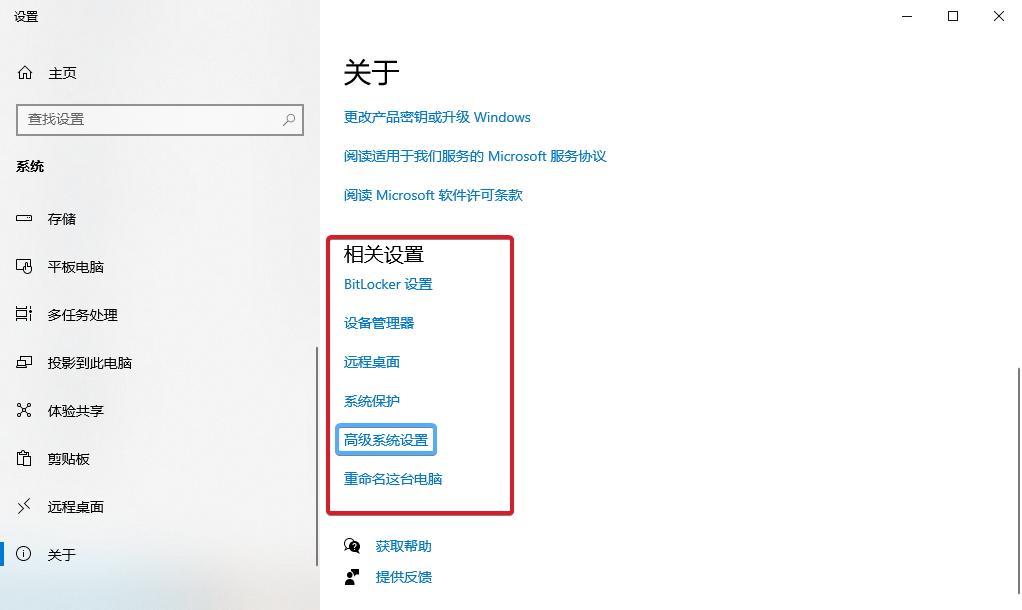 设置
主页
查找设置
系统
存储
平板电脑
多任务处理
投影到此电脑
体验共享
剪贴板
远程桌面
关于
关于
更改产品密钥或升级 Windows
阅读适用于我们服务的 Microsoft 服务协议
阅读 Microsoft 软件许可条款
相关设置
BitLocker 设置
设备管理器
远程桌面
系统保护
高级系统设置
重命名这台电脑
获取帮助
提供反馈